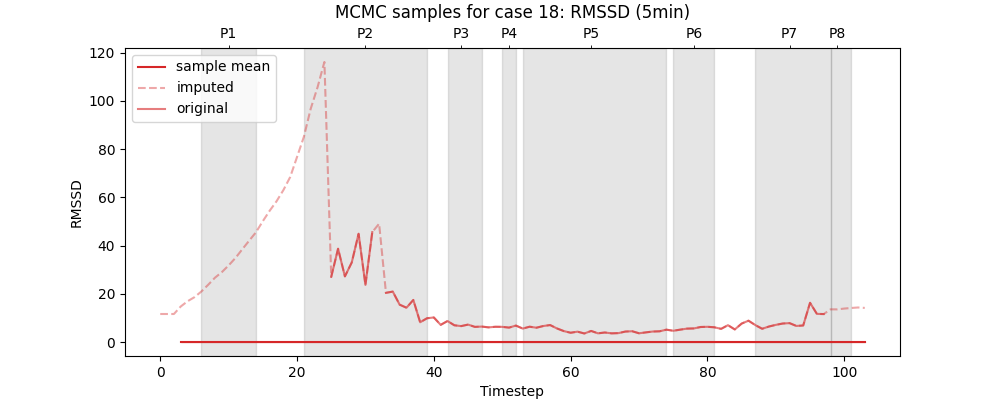 MCMC samples for case 18: RMSSD (5min)
P1 P2 P3 P4 P5 P6 P7 P8
sample mean
imputed
original
120
100
80
60
40
20
0
RMSSD
0 20 40 60 80 100
Timestep